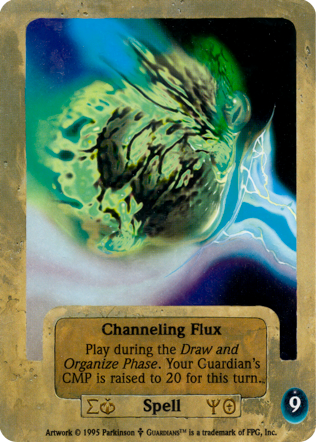 Channeling Flux
Play during the Draw and
Organize Phase. Your Guardian's
CMP is raised to 20 for this turn.
Spell
9
Artwork © 1995 Parkinson GUARDIANS™ is a trademark of FPG, Inc.